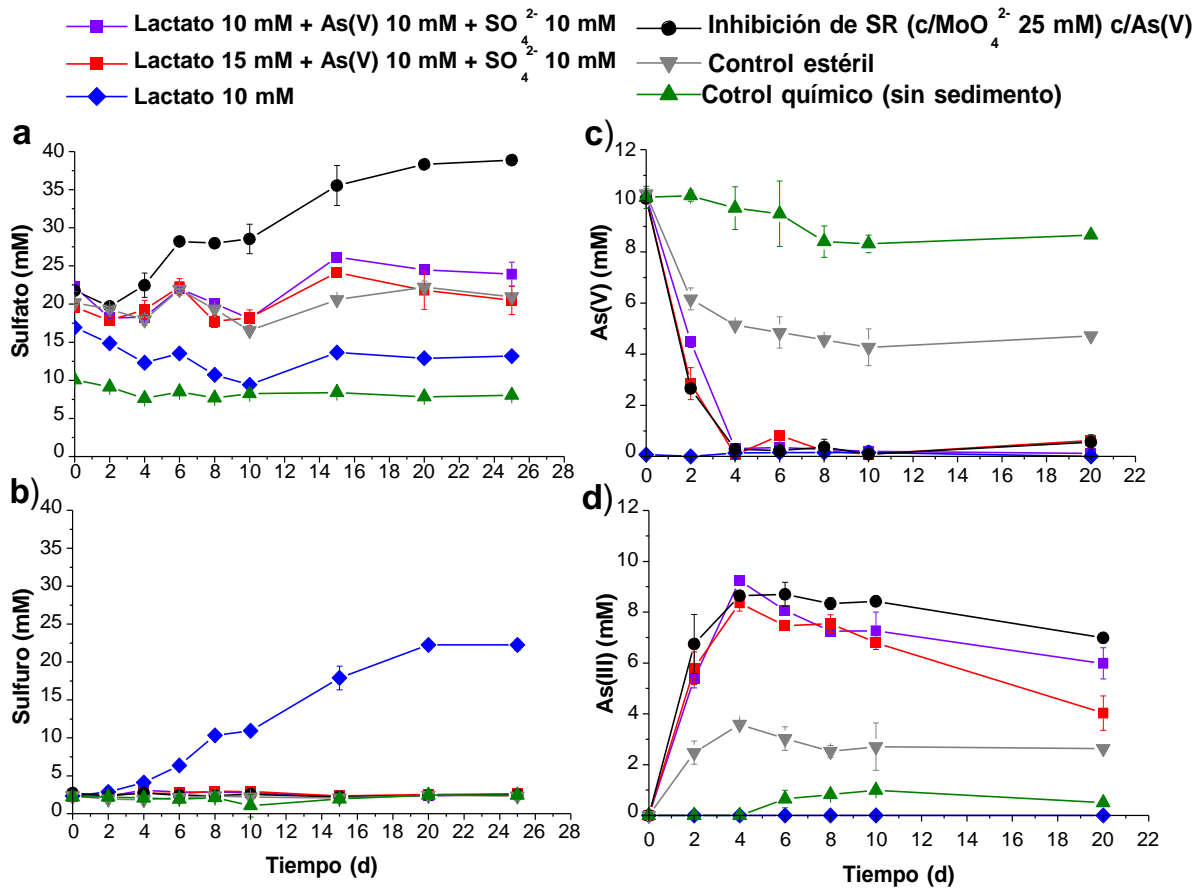 Lactato 10 mM + As(V) 10 mM + SO₄²⁻ 10 mM
Lactato 15 mM + As(V) 10 mM + SO₄²⁻ 10 mM
Lactato 10 mM
Inhibición de SR (c/MoO₄²⁻ 25 mM) c/As(V)
Control estéril
Cotrol químico (sin sedimento)
a)
40
35
30
25
20
15
10
5
0
Sulfato (mM)
0 2 4 6 8 10 12 14 16 18 20 22 24 26 28
b)
40
35
30
25
20
15
10
5
0
Sulfuro (mM)
0 2 4 6 8 10 12 14 16 18 20 22 24 26 28
Tiempo (d)
c)
12
10
8
6
4
2
0
As(V) (mM)
0 2 4 6 8 10 12 14 16 18 20 22
d)
12
10
8
6
4
2
0
As(III) (mM)
0 2 4 6 8 10 12 14 16 18 20 22
Tiempo (d)